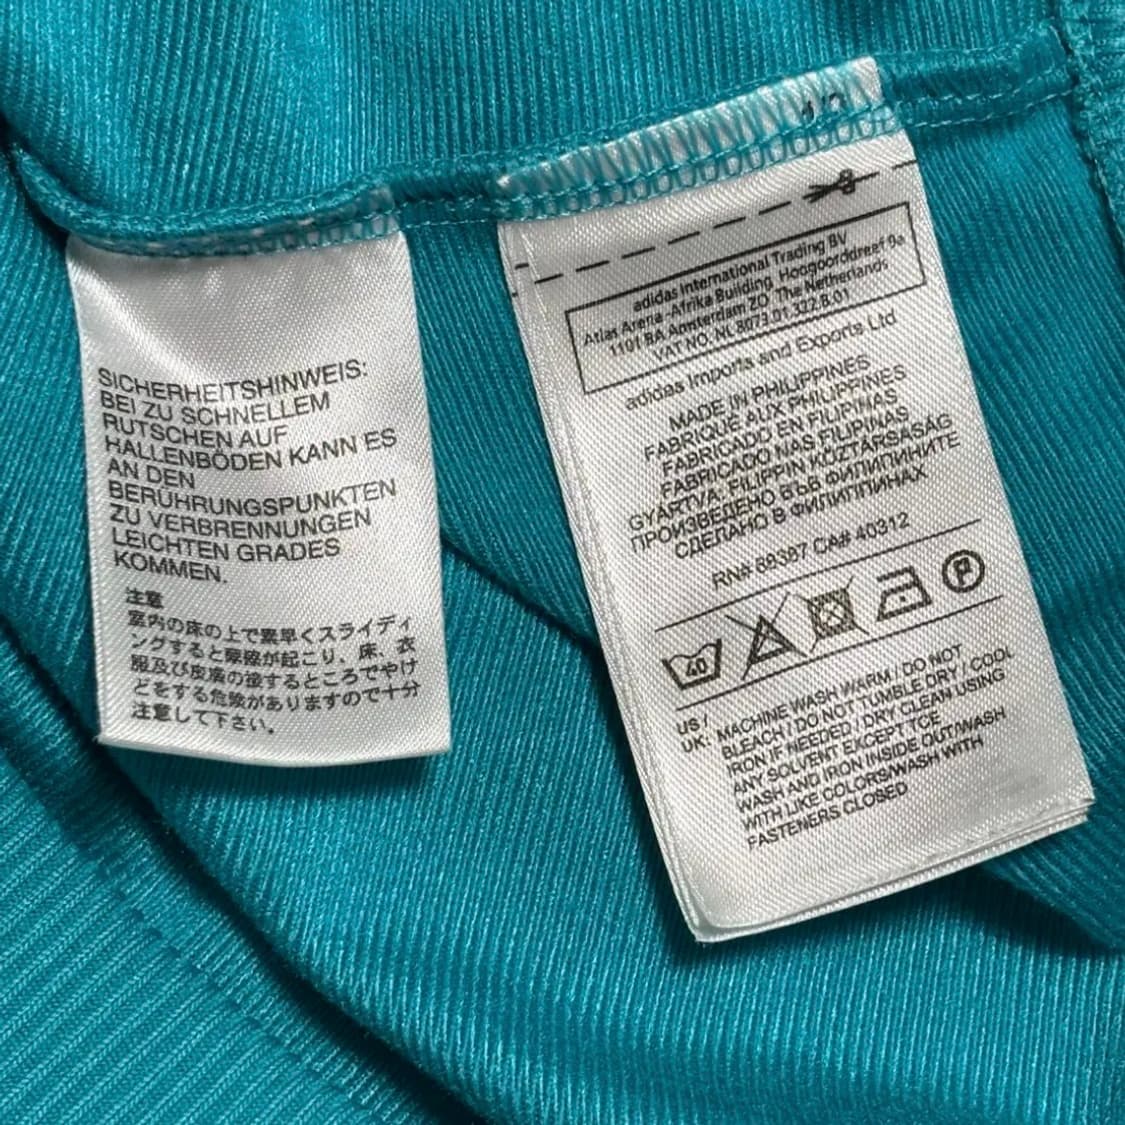 SICHERHEITSHINWEIS:
BEI ZU SCHNELLEM
RUTSCHEN AUF
HALLENBÖDEN KANN ES
AN DEN
BERÜHRUNGSPUNKTEN
ZU VERBRENNUNGEN
LEICHTEN GRADES
KOMMEN.
注意
室内の床の上で素早くスライディ
ングすると摩擦が起こり、床、衣
服及び皮膚の接するところでやけ
どをする危険がありますので十分
注意して下さい。
adidas International Trading BV
Atlas Arena -Afrika Building, Hoogoorddreef 9a
1101 BA Amsterdam ZO The Netherlands
VAT NO. NL 8073.01.322.B.01
adidas Imports and Exports Ltd
MADE IN PHILIPPINES
FABRIQUÉ AUX PHILIPPINES
FABRICADO EN FILIPINAS
FABRICADO NAS FILIPINAS
GYÁRTVA: FILIPPIN KÖZTÁRSASÁG
ПРОИЗВЕДЕНО ВЪВ ФИЛИПИНИТЕ
СДЕЛАНО В ФИЛИППИНАХ
RN# 88387 CA# 40312
40
P
US /
UK:
MACHINE WASH WARM / DO NOT
BLEACH / DO NOT TUMBLE DRY / COOL
IRON IF NEEDED / DRY CLEAN USING
ANY SOLVENT EXCEPT TCE
WASH AND IRON INSIDE OUT/WASH
WITH LIKE COLORS/WASH WITH
FASTENERS CLOSED